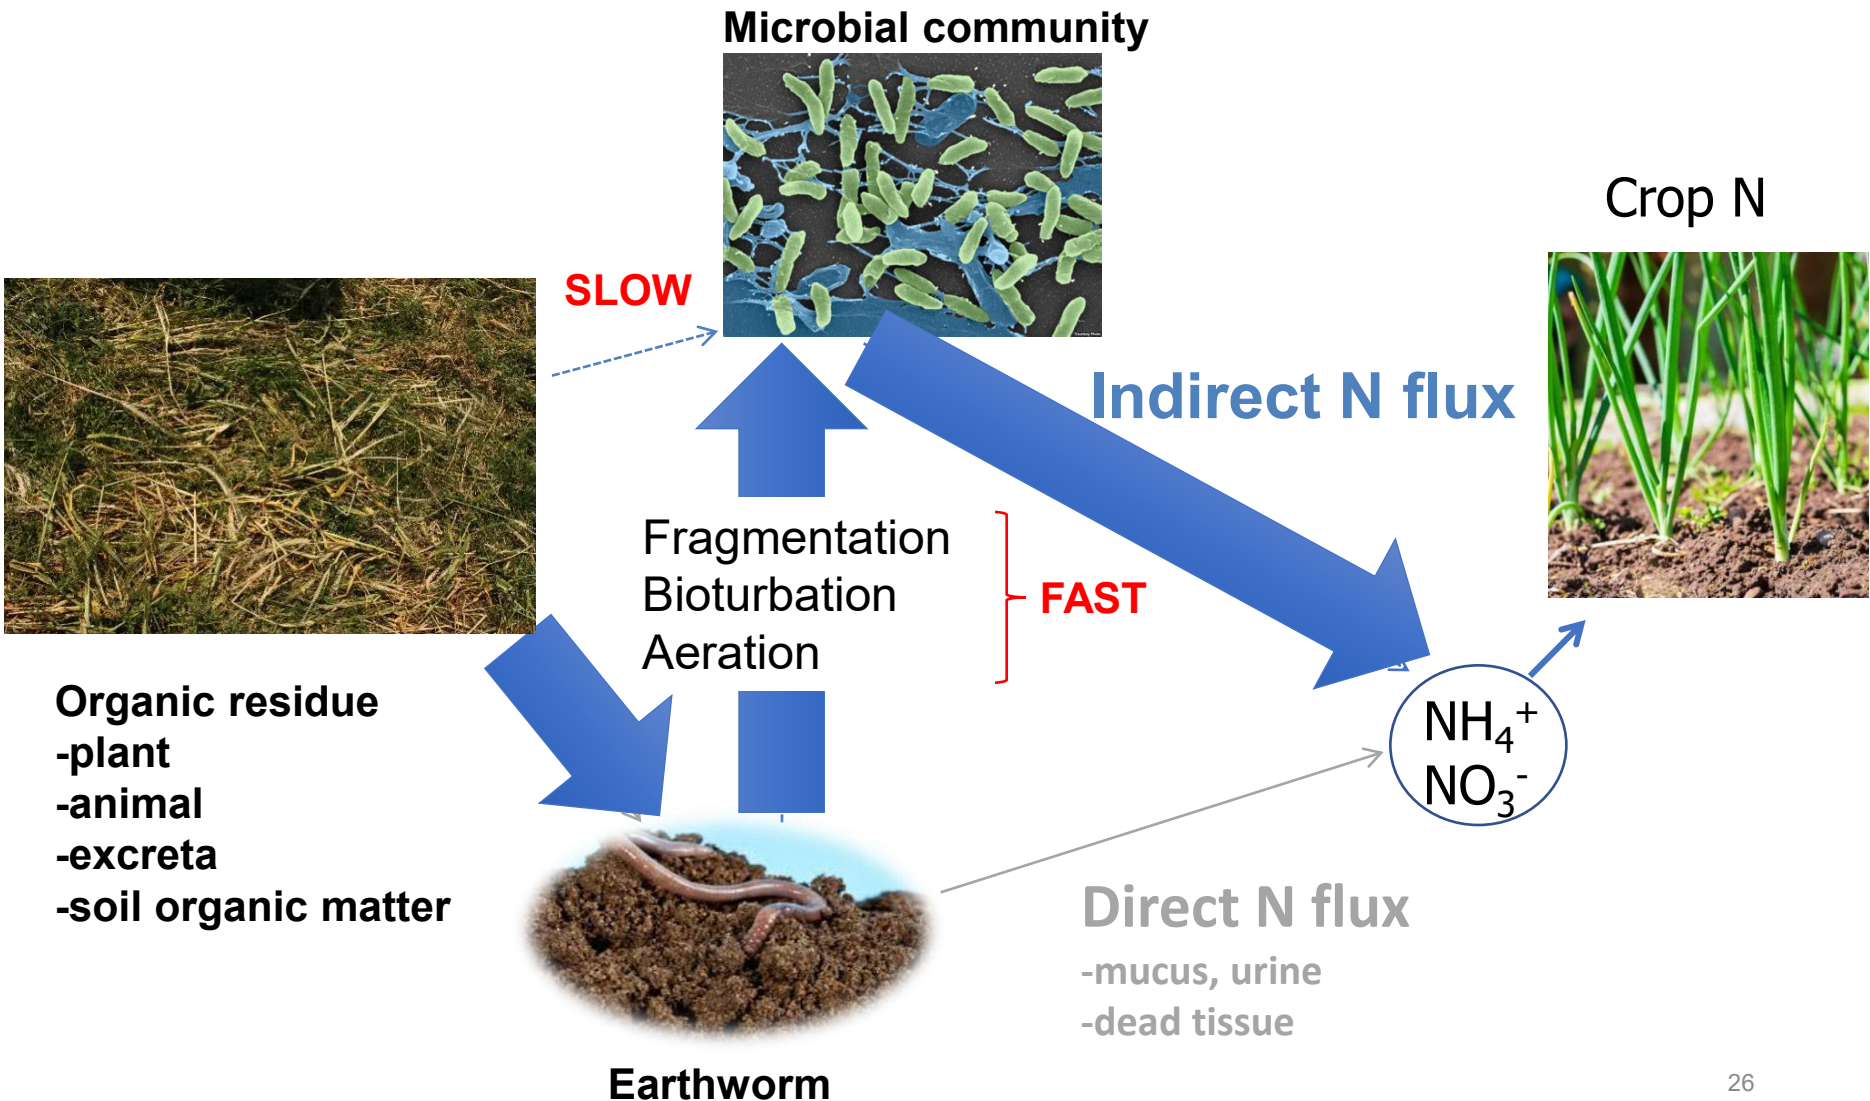 Microbial community
Crop N
SLOW
Indirect N flux
Fragmentation
Bioturbation
Aeration
FAST
Organic residue
-plant
-animal
-excreta
-soil organic matter
NH₄⁺
NO₃⁻
Direct N flux
-mucus, urine
-dead tissue
Earthworm
26